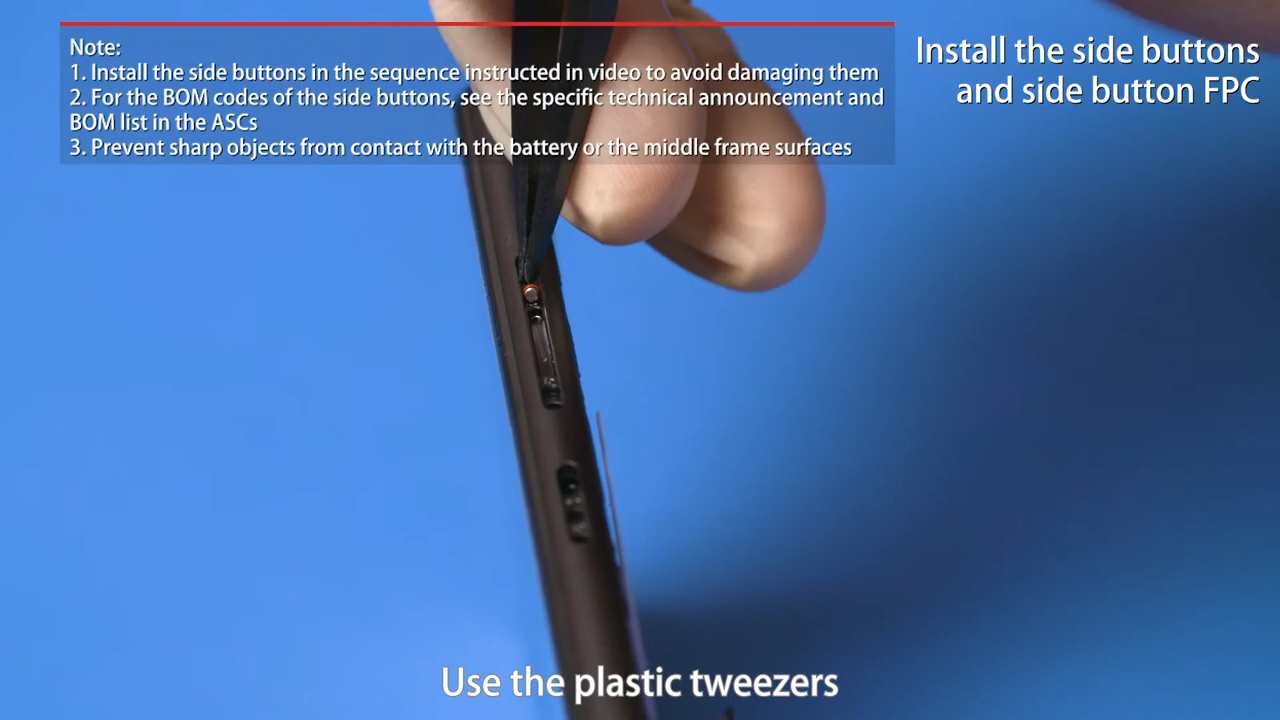 Note:
1. Install the side buttons in the sequence instructed in video to avoid damaging them
2. For the BOM codes of the side buttons, see the specific technical announcement and
BOM list in the ASCs
3. Prevent sharp objects from contact with the battery or the middle frame surfaces
Install the side buttons
and side button FPC
Use the plastic tweezers